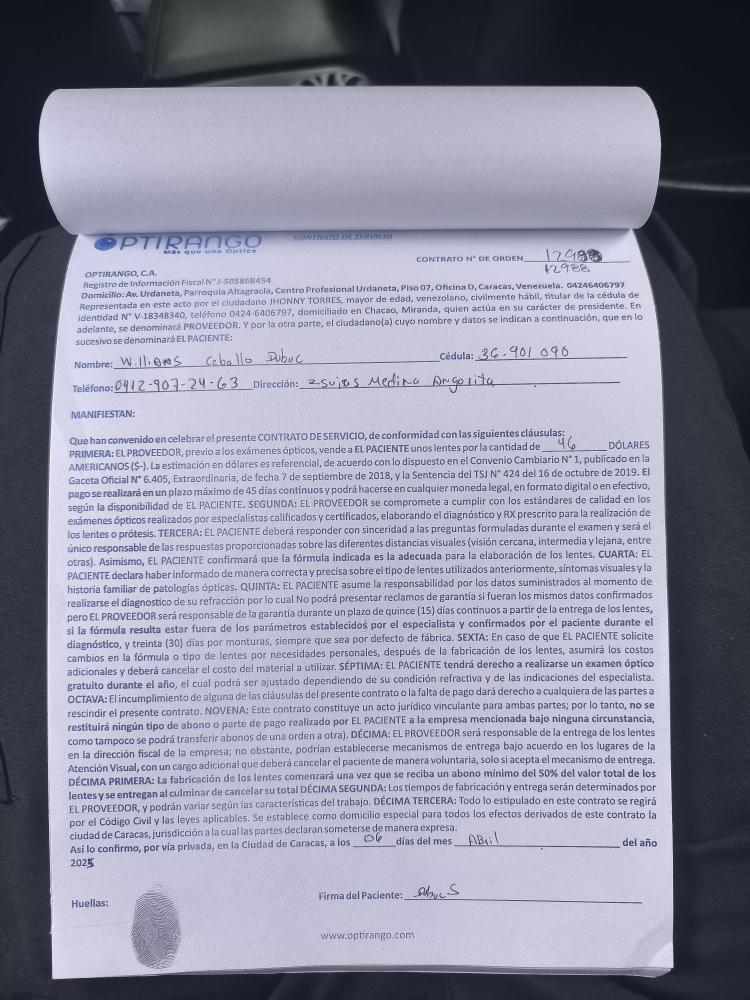 OPTIRANGO
Más que una Óptica
CONTRATO DE SERVICIO
CONTRATO N° DE ORDEN 12988
12988
OPTIRANGO, C.A.
Registro de Información Fiscal N° J-505868454
Domicilio: Av. Urdaneta, Parroquia Altagracia, Centro Profesional Urdaneta, Piso 07, Oficina D, Caracas, Venezuela. 04246406797
Representada en este acto por el ciudadano JHONNY TORRES, mayor de edad, venezolano, civilmente hábil, titular de la cédula de
identidad N° V-18348340, teléfono 0424-6406797, domiciliado en Chacao, Miranda, quien actúa en su carácter de presidente. En
adelante, se denominará PROVEEDOR. Y por la otra parte, el ciudadano(a) cuyo nombre y datos se indican a continuación, que en lo
sucesivo se denominará EL PACIENTE:
Nombre: Willians Ceballo Dubuc Cédula: 36.901 090
Teléfono: 0412-907-24-63 Dirección: Isaias Medina Angarita
MANIFIESTAN:
Que han convenido en celebrar el presente CONTRATO DE SERVICIO, de conformidad con las siguientes cláusulas:
PRIMERA: EL PROVEEDOR, previo a los exámenes ópticos, vende a EL PACIENTE unos lentes por la cantidad de 46 DÓLARES
AMERICANOS ($-). La estimación en dólares es referencial, de acuerdo con lo dispuesto en el Convenio Cambiario N° 1, publicado en la
Gaceta Oficial N° 6.405, Extraordinaria, de fecha 7 de septiembre de 2018, y la Sentencia del TSJ N° 424 del 16 de octubre de 2019. El
pago se realizará en un plazo máximo de 45 días continuos y podrá hacerse en cualquier moneda legal, en formato digital o en efectivo,
según la disponibilidad de EL PACIENTE. SEGUNDA: EL PROVEEDOR se compromete a cumplir con los estándares de calidad en los
exámenes ópticos realizados por especialistas calificados y certificados, elaborando el diagnóstico y RX prescrito para la realización de
los lentes o prótesis. TERCERA: EL PACIENTE deberá responder con sinceridad a las preguntas formuladas durante el examen y será el
único responsable de las respuestas proporcionadas sobre las diferentes distancias visuales (visión cercana, intermedia y lejana, entre
otras). Asimismo, EL PACIENTE confirmará que la fórmula indicada es la adecuada para la elaboración de los lentes. CUARTA: EL
PACIENTE declara haber informado de manera correcta y precisa sobre el tipo de lentes utilizados anteriormente, síntomas visuales y la
historia familiar de patologías ópticas. QUINTA: EL PACIENTE asume la responsabilidad por los datos suministrados al momento de
realizarse el diagnostico de su refracción por lo cual No podrá presentar reclamos de garantía si fueran los mismos datos confirmados
pero EL PROVEEDOR será responsable de la garantía durante un plazo de quince (15) días continuos a partir de la entrega de los lentes,
si la fórmula resulta estar fuera de los parámetros establecidos por el especialista y confirmados por el paciente durante el
diagnóstico, y treinta (30) días por monturas, siempre que sea por defecto de fábrica. SEXTA: En caso de que EL PACIENTE solicite
cambios en la fórmula o tipo de lentes por necesidades personales, después de la fabricación de los lentes, asumirá los costos
adicionales y deberá cancelar el costo del material a utilizar. SÉPTIMA: EL PACIENTE tendrá derecho a realizarse un examen óptico
gratuito durante el año, el cual podrá ser ajustado dependiendo de su condición refractiva y de las indicaciones del especialista.
OCTAVA: El incumplimiento de alguna de las cláusulas del presente contrato o la falta de pago dará derecho a cualquiera de las partes a
rescindir el presente contrato. NOVENA: Este contrato constituye un acto jurídico vinculante para ambas partes; por lo tanto, no se
restituirá ningún tipo de abono o parte de pago realizado por EL PACIENTE a la empresa mencionada bajo ninguna circunstancia,
como tampoco se podrá transferir abonos de una orden a otra). DÉCIMA: EL PROVEEDOR será responsable de la entrega de los lentes
en la dirección fiscal de la empresa; no obstante, podrían establecerse mecanismos de entrega bajo acuerdo en los lugares de la
Atención Visual, con un cargo adicional que deberá cancelar el paciente de manera voluntaria, solo si acepta el mecanismo de entrega.
DÉCIMA PRIMERA: La fabricación de los lentes comenzará una vez que se reciba un abono mínimo del 50% del valor total de los
lentes y se entregan al culminar de cancelar su total DÉCIMA SEGUNDA: Los tiempos de fabricación y entrega serán determinados por
EL PROVEEDOR, y podrán variar según las características del trabajo. DÉCIMA TERCERA: Todo lo estipulado en este contrato se regirá
por el Código Civil y las leyes aplicables. Se establece como domicilio especial para todos los efectos derivados de este contrato la
ciudad de Caracas, jurisdicción a la cual las partes declaran someterse de manera expresa.
Así lo confirmo, por vía privada, en la Ciudad de Caracas, a los 06 días del mes Abril del año
2025
Huellas:
Firma del Paciente: Dubuc S
www.optirango.com